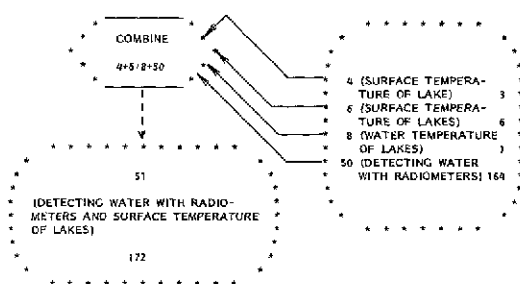 COMBINE
4+6/8+50
4 (SURFACE TEMPERA-
TURE OF LAKE) 3
6 (SURFACE TEMPERA-
TURE OF LAKES) 6
8 (WATER TEMPERATURE
OF LAKES)
50 (DETECTING WATER
WITH RADIOMETERS) 164
51
(DETECTING WATER WITH RADIO-
METERS AND SURFACE TEMPERATURE
OF LAKES)
172